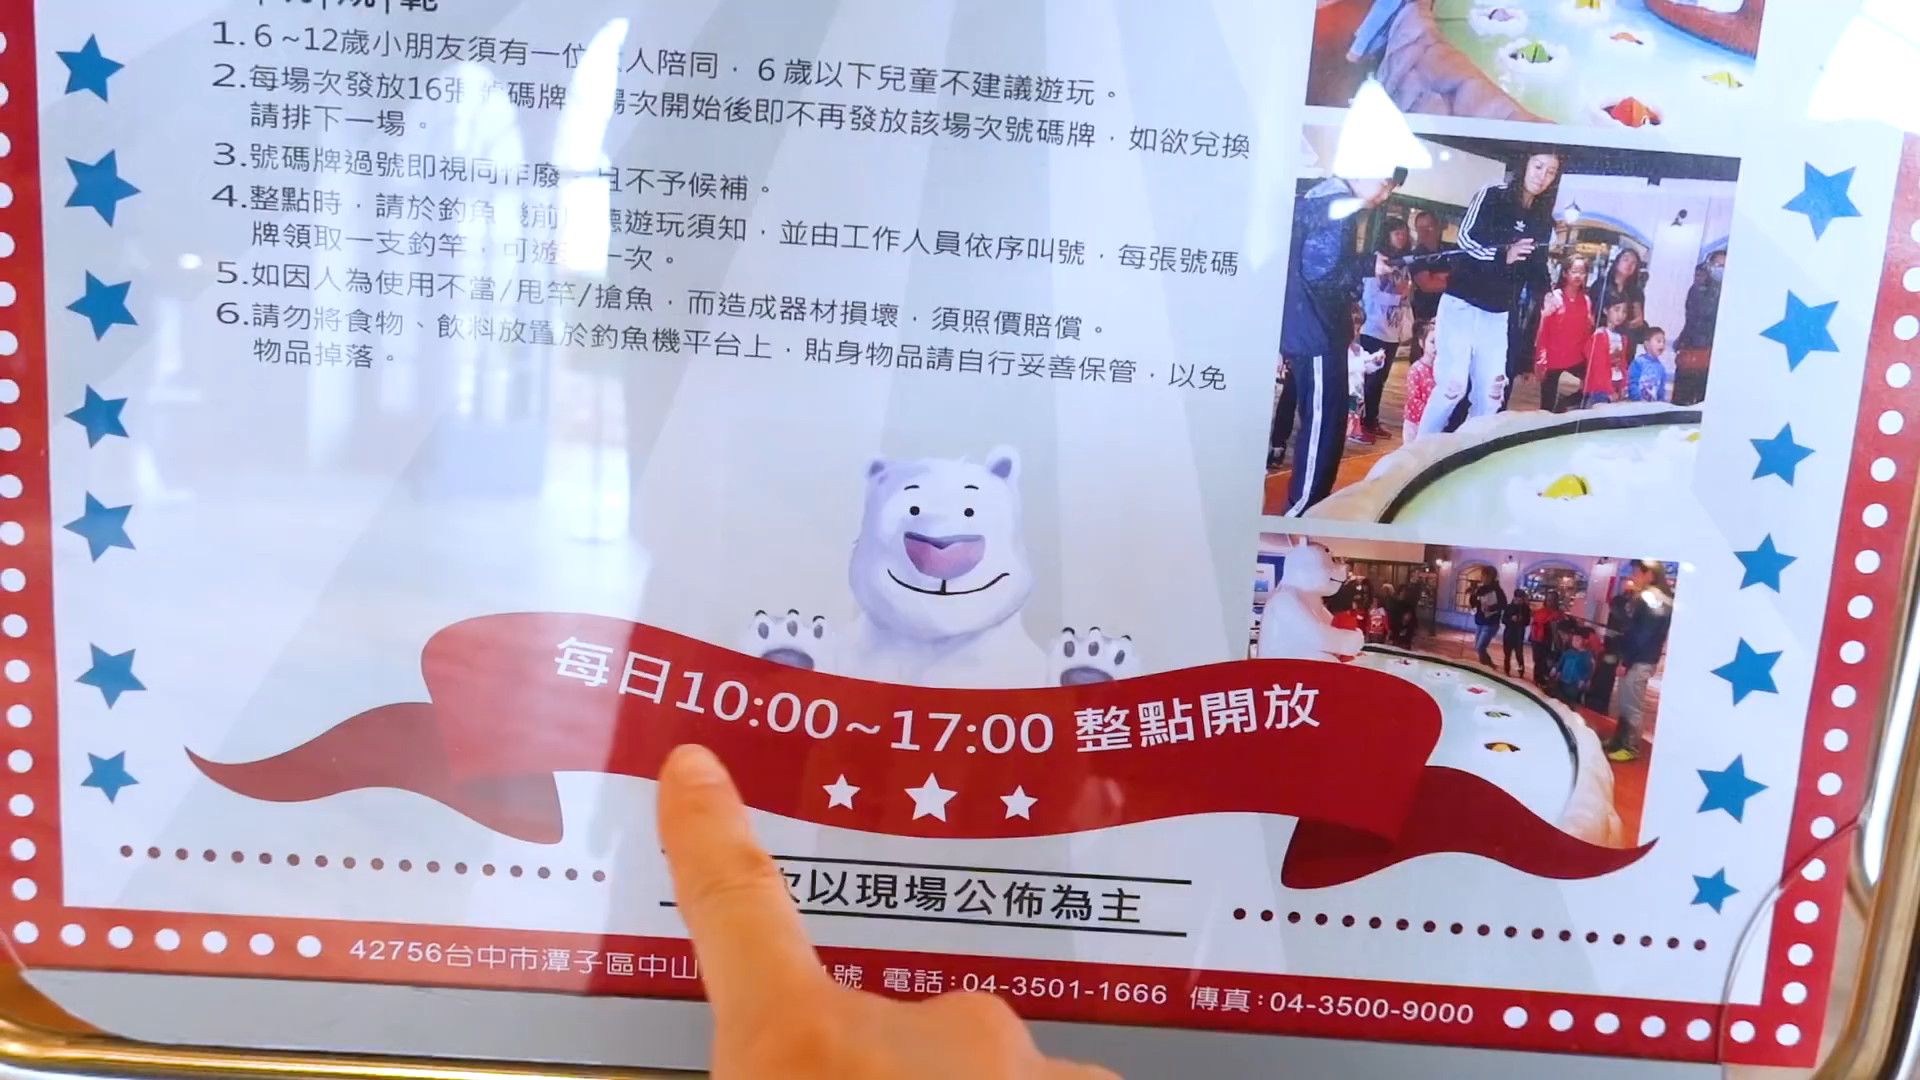 1.6~12歲小朋友須有一位 人陪同，6歲以下兒童不建議遊玩。
2.每場次發放16張 號碼牌 場次開始後即不再發放該場次號碼牌，如欲兌換
請排下一場。
3.號碼牌過號即視同作廢，且不予候補。
4.整點時，請於釣魚機前 聽遊玩須知，並由工作人員依序叫號，每張號碼
牌領取一支釣竿，可遊 一次。
5.如因人為使用不當/甩竿/搶魚，而造成器材損壞，須照價賠償。
6.請勿將食物、飲料放置於釣魚機平台上，貼身物品請自行妥善保管，以免
物品掉落。
每日10:00~17:00 整點開放
次以現場公佈為主
42756台中市潭子區中山 號 電話:04-3501-1666 傳真:04-3500-9000